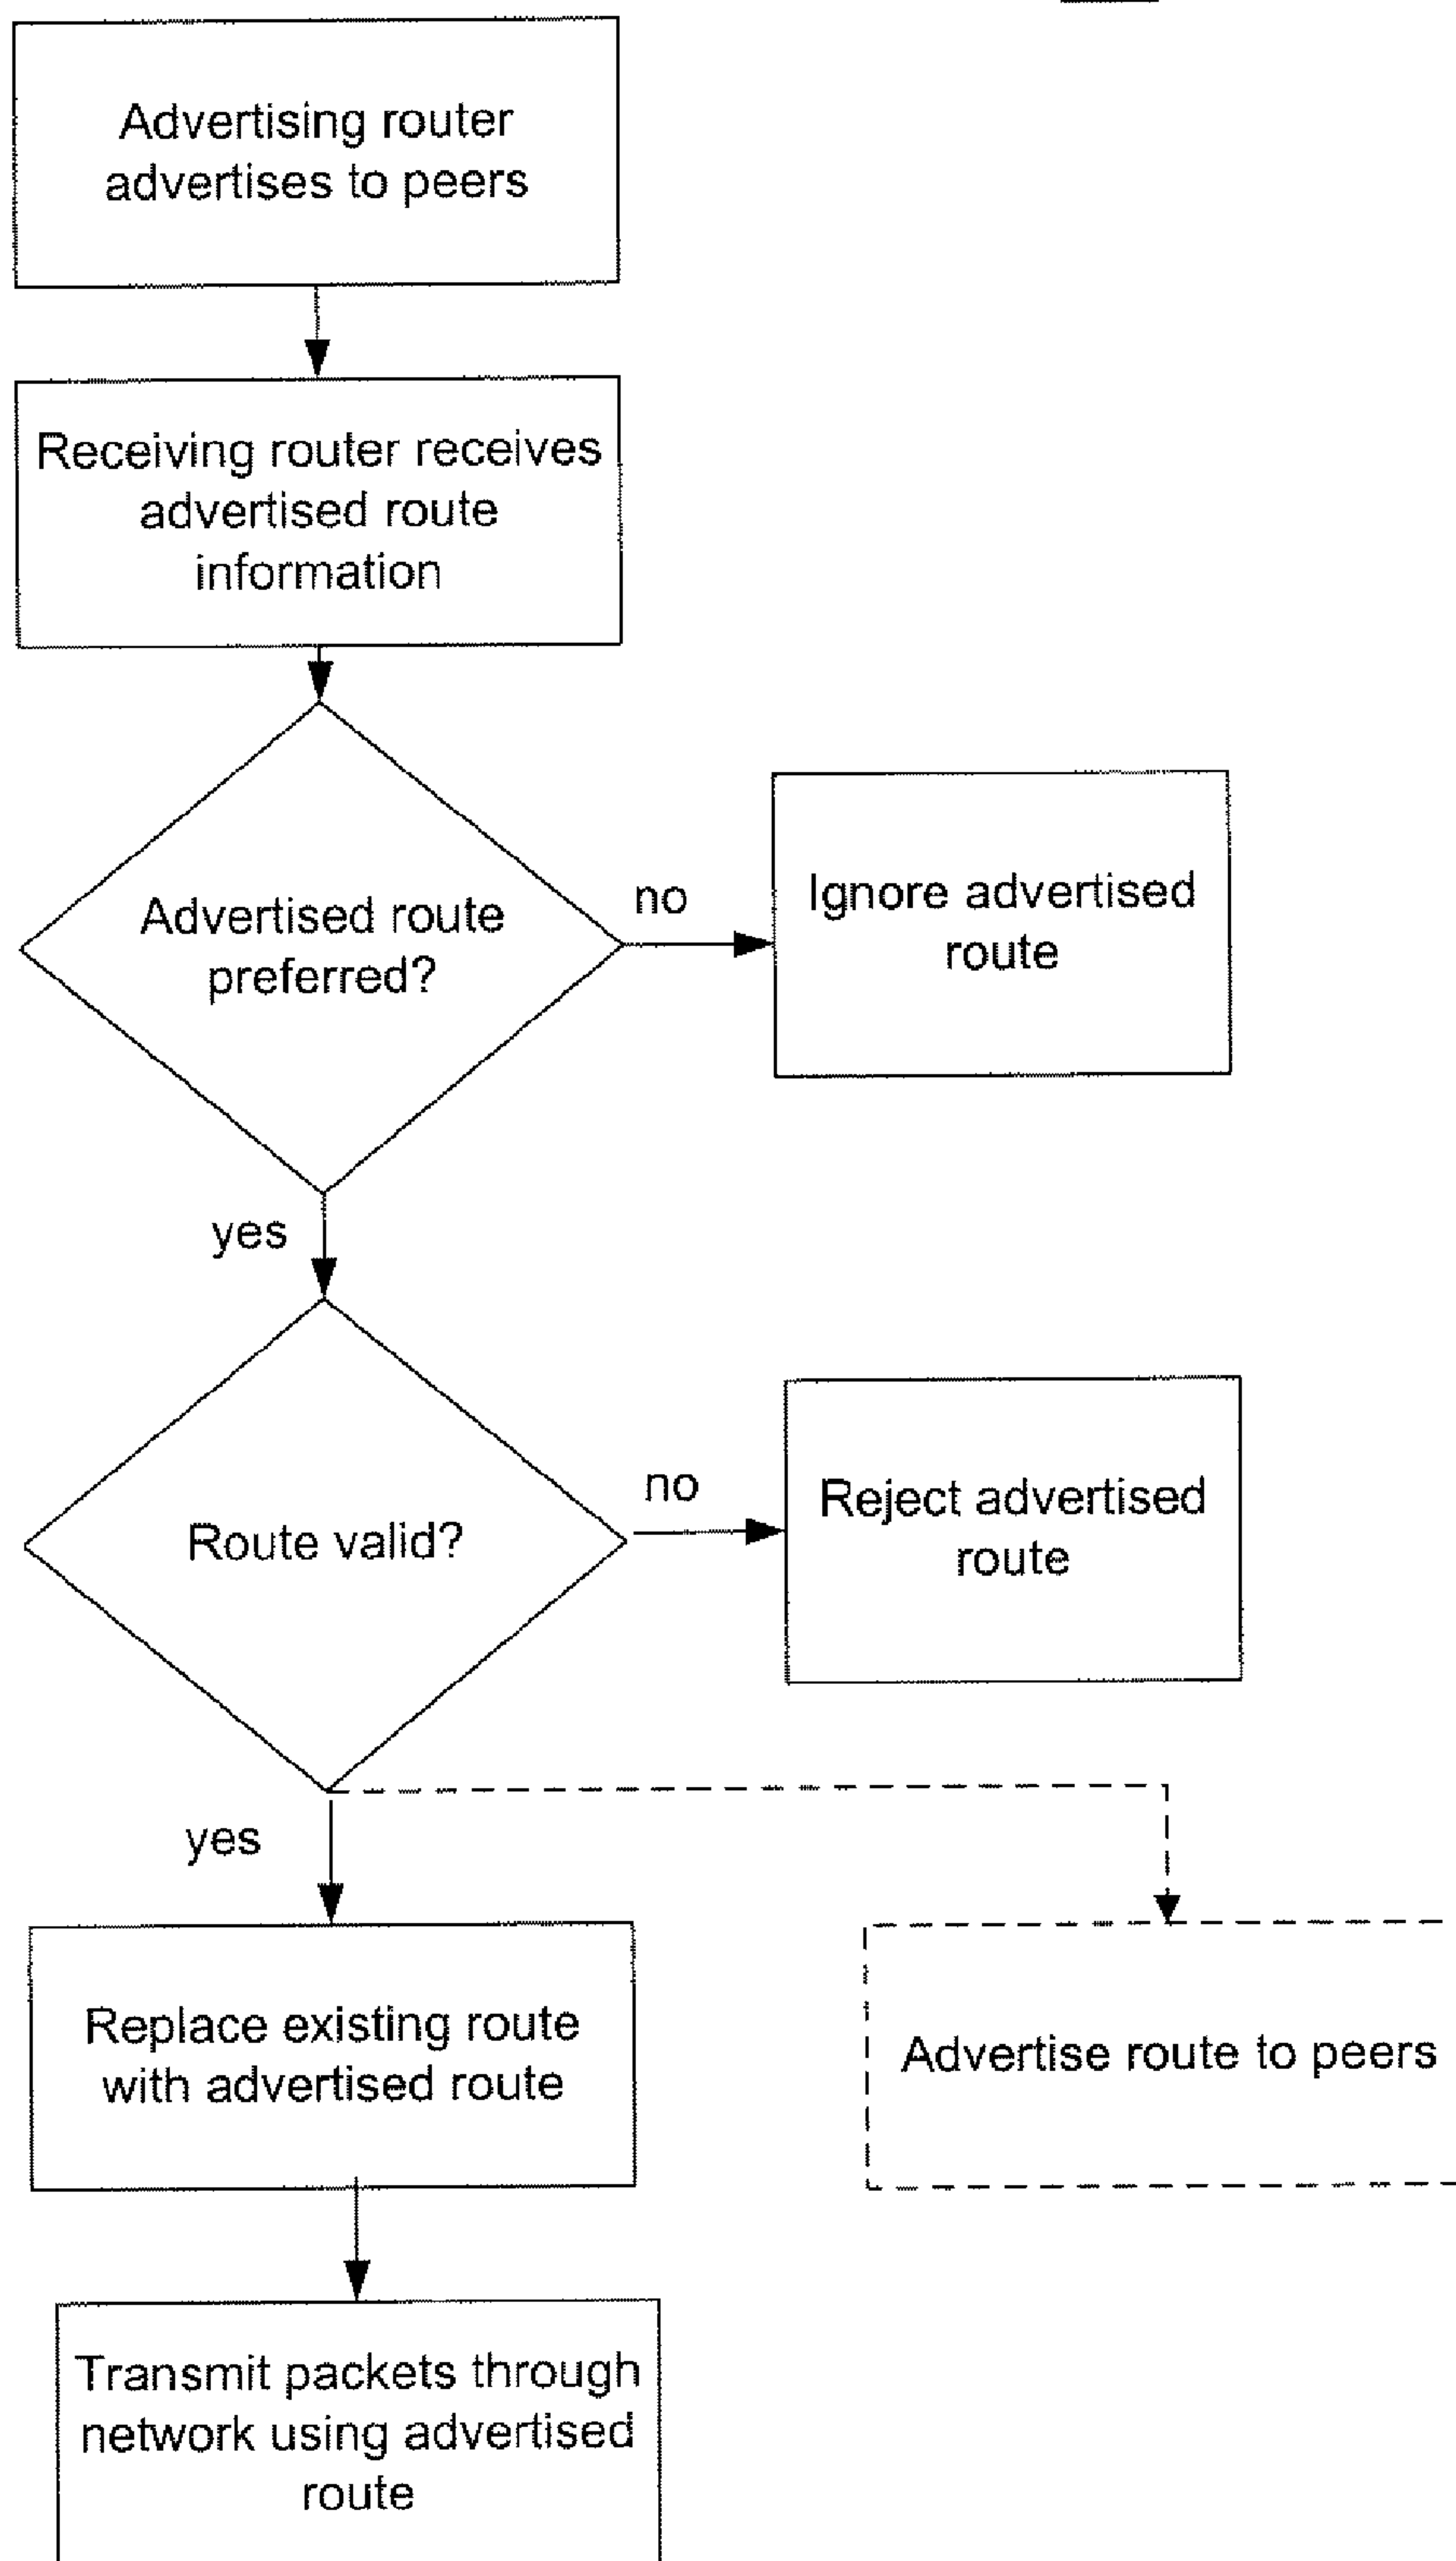 Advertising router
advertises to peers
Receiving router receives
advertised route
information
Advertised route
preferred?
no
Ignore advertised
route
yes
Route valid?
no
Reject advertised
route
yes
Replace existing route
with advertised route
Advertise route to peers
Transmit packets through
network using advertised
route